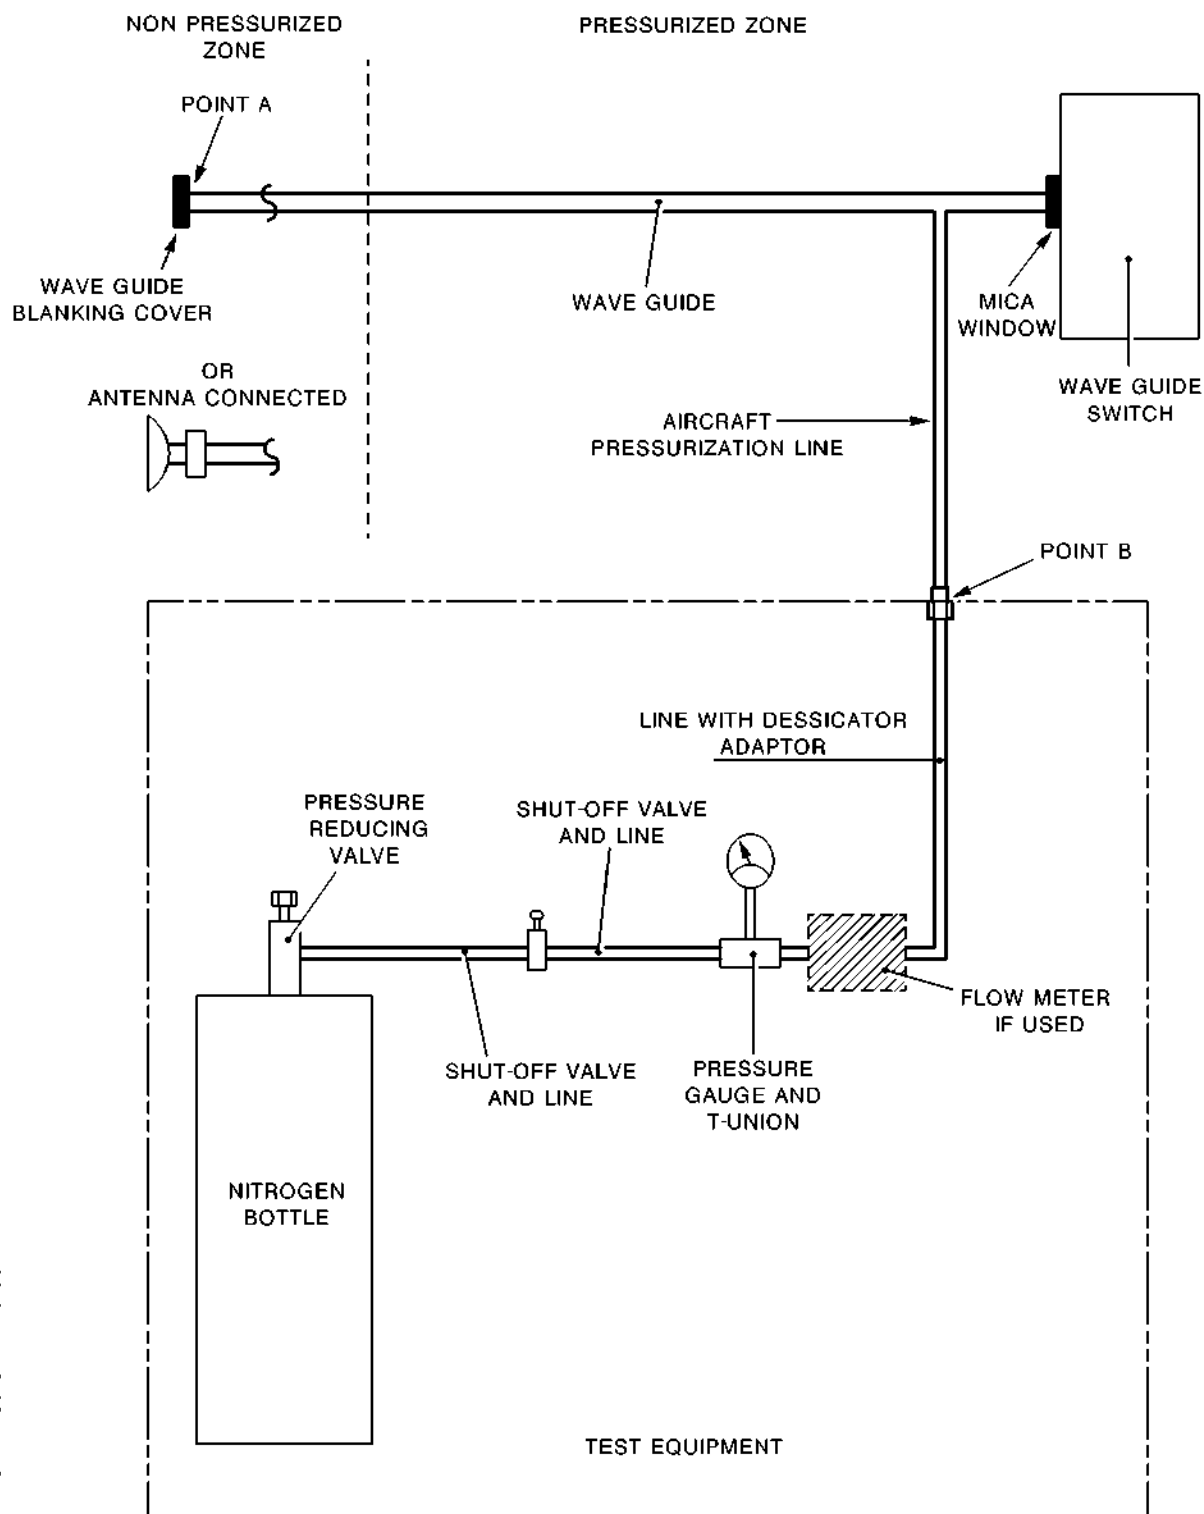 NON PRESSURIZED
ZONE
PRESSURIZED ZONE
POINT A
WAVE GUIDE
BLANKING COVER
WAVE GUIDE
MICA
WINDOW
OR
ANTENNA CONNECTED
WAVE GUIDE
SWITCH
AIRCRAFT
PRESSURIZATION LINE
POINT B
LINE WITH DESSICATOR
ADAPTOR
PRESSURE
REDUCING
VALVE
SHUT-OFF VALVE
AND LINE
FLOW METER
IF USED
SHUT-OFF VALVE
AND LINE
PRESSURE
GAUGE AND
T-UNION
NITROGEN
BOTTLE
TEST EQUIPMENT